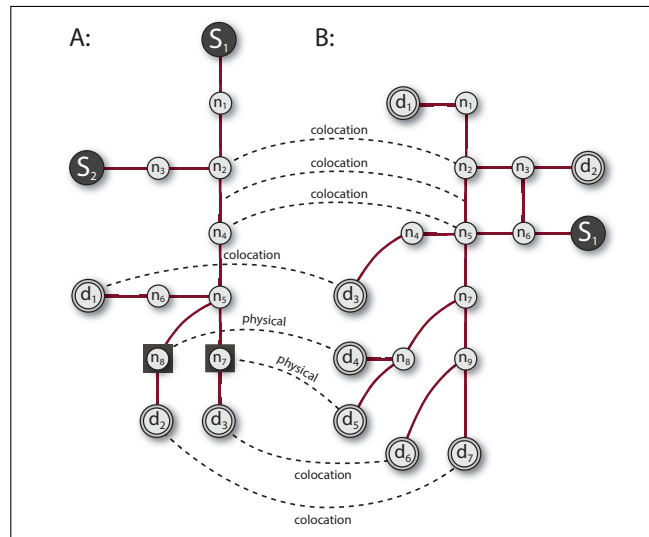 A: B:
S1
d1 n1
n1
colocation
S2 n3 n2 n2 n3 d2
colocation
colocation
n4 n4 n5 n6 S1
colocation
d1 n6 n5 d3 n7
physical
n8 n7 d4 n8 n9
physical
d2 d3 d5
d6 d7
colocation
colocation